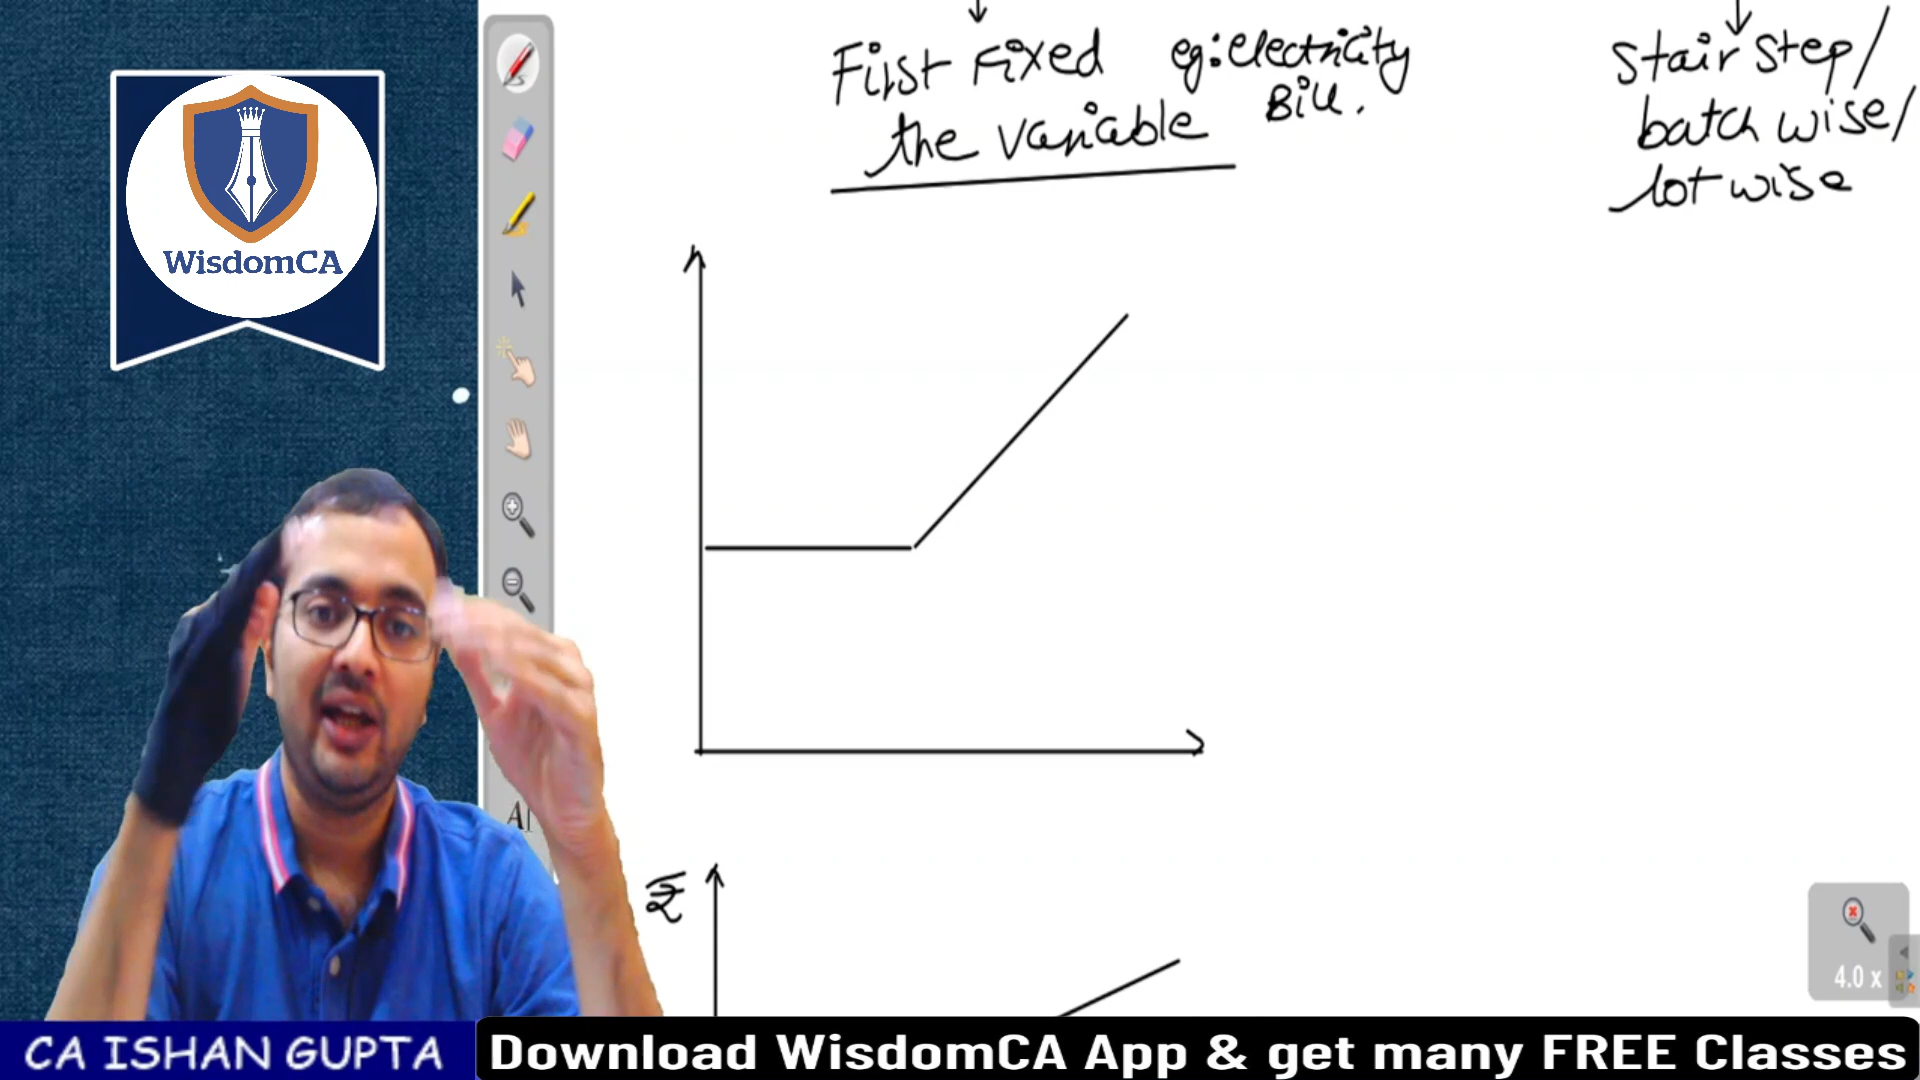 First Fixed eg:electricity
the variable Bill.
Stair Step/
batch wise/
lot wise
WisdomCA
A
₹
4.0 x
CA ISHAN GUPTA
Download WisdomCA App & get many FREE Classes